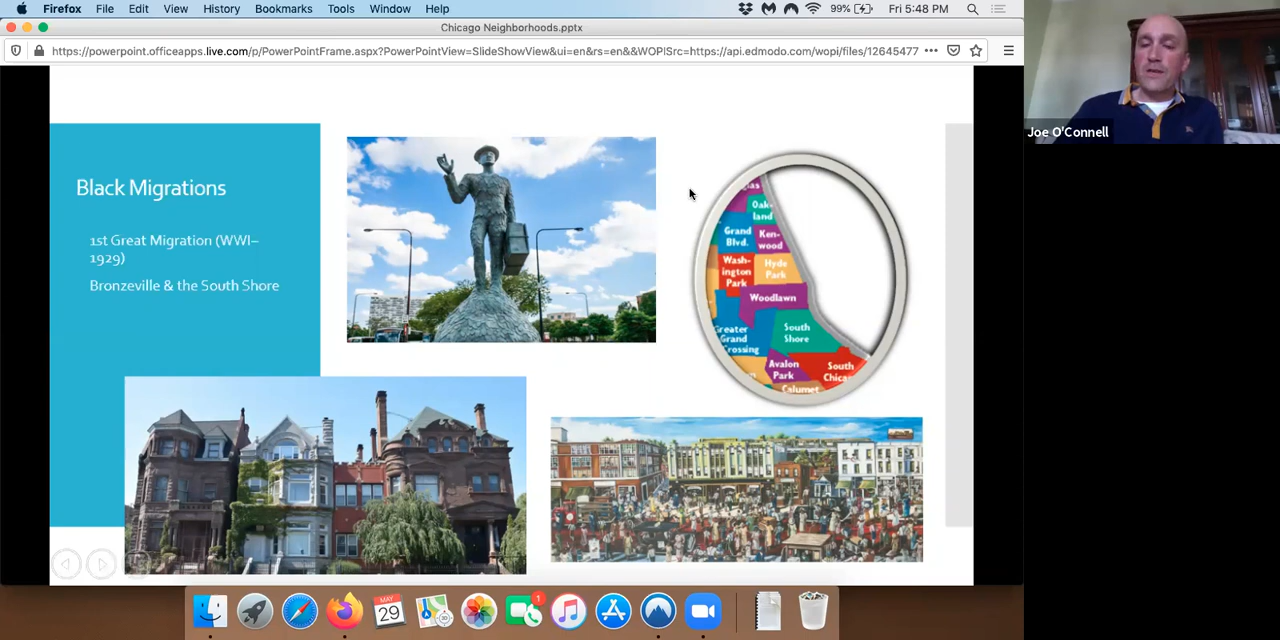 Firefox File Edit View History Bookmarks Tools Window Help 99% Fri 5:48 PM
Chicago Neighborhoods.pptx
https://powerpoint.officeapps.live.com/p/PowerPointFrame.aspx?PowerPointView=SlideShowView&ui=en&rs=en&&WOPISrc=https://api.edmodo.com/wopi/files/12645477
Joe O'Connell
Black Migrations
1st Great Migration (WWI–
1929)
Bronzeville & the South Shore
Oak-
land
Grand
Blvd.
Ken-
wood
Wash-
ington
Park
Hyde
Park
Woodlawn
Greater
Grand
Crossing
South
Shore
Avalon
Park
South
Chica
Calumet
MAY
29
1